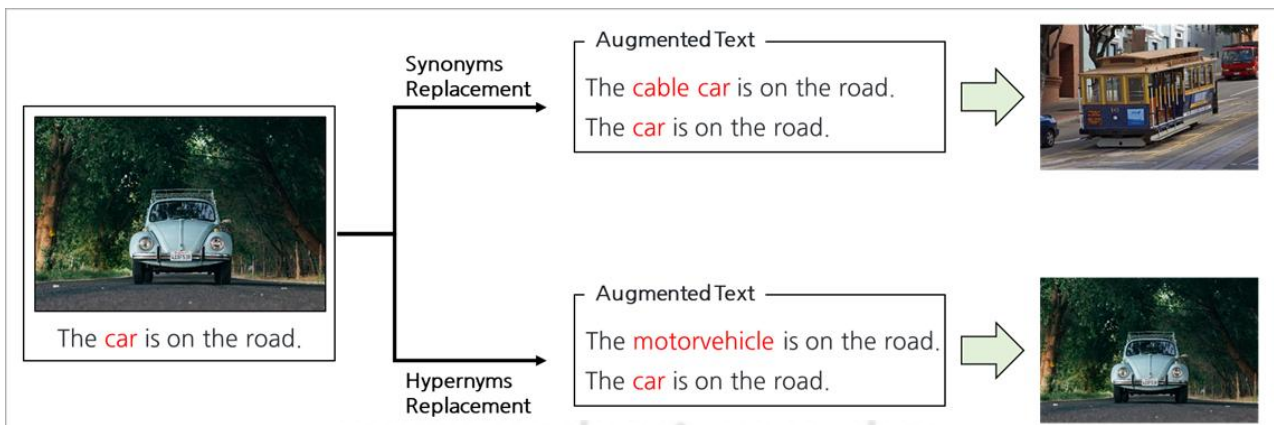 The car is on the road.
Synonyms
Replacement
Augmented Text
The cable car is on the road.
The car is on the road.
Hypernyms
Replacement
Augmented Text
The motorvehicle is on the road.
The car is on the road.